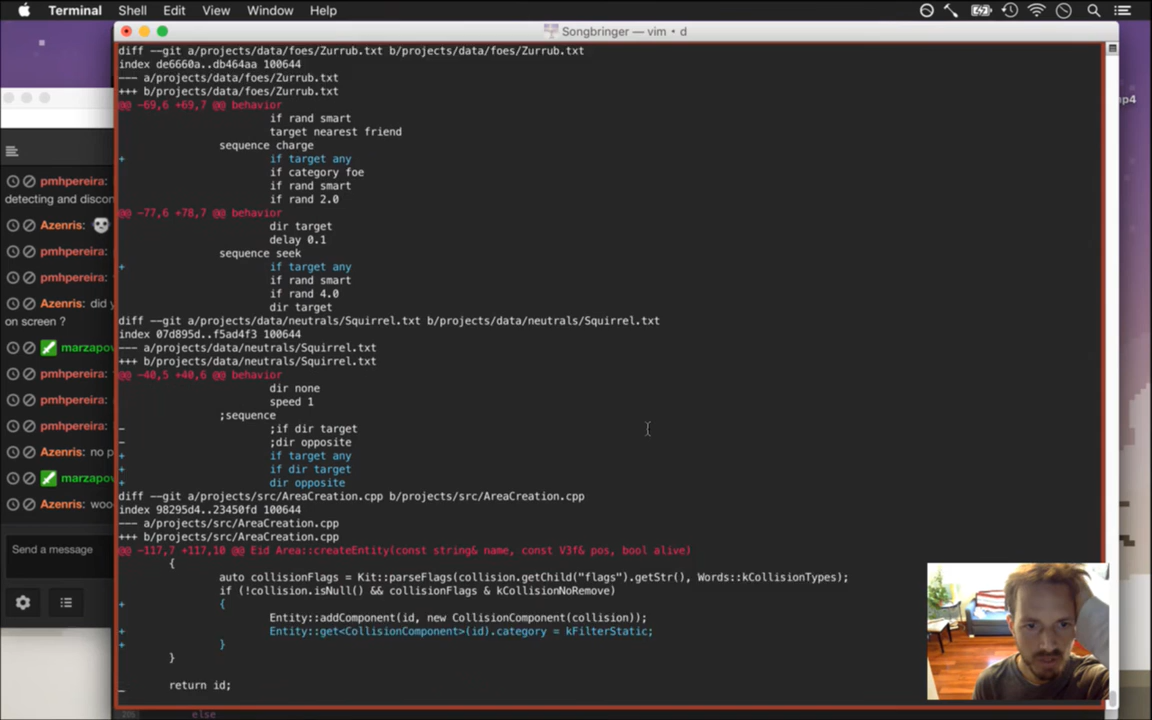 Terminal Shell Edit View Window Help
Songbringer — vim • d
diff --git a/projects/data/foes/Zurrub.txt b/projects/data/foes/Zurrub.txt
index de6660a..db464aa 100644
--- a/projects/data/foes/Zurrub.txt
+++ b/projects/data/foes/Zurrub.txt
@@ -69,6 +69,7 @@ behavior
if rand smart
target nearest friend
sequence charge
+ if target any
if category foe
if rand smart
if rand 2.0
@@ -77,6 +78,7 @@ behavior
dir target
delay 0.1
sequence seek
+ if target any
if rand smart
if rand 4.0
dir target
diff --git a/projects/data/neutrals/Squirrel.txt b/projects/data/neutrals/Squirrel.txt
index 07d895d..f5ad4f3 100644
--- a/projects/data/neutrals/Squirrel.txt
+++ b/projects/data/neutrals/Squirrel.txt
@@ -40,5 +40,6 @@ behavior
dir none
speed 1
;sequence
- ;if dir target
- ;dir opposite
+ if target any
+ if dir target
+ dir opposite
diff --git a/projects/src/AreaCreation.cpp b/projects/src/AreaCreation.cpp
index 98295d4..23450fd 100644
--- a/projects/src/AreaCreation.cpp
+++ b/projects/src/AreaCreation.cpp
@@ -117,7 +117,10 @@ Eid Area::createEntity(const string& name, const V3f& pos, bool alive)
{
auto collisionFlags = Kit::parseFlags(collision.getChild("flags").getStr(), Words::kCollisionTypes);
if (!collision.isNull() && collisionFlags & kCollisionNoRemove)
+ {
Entity::addComponent(id, new CollisionComponent(collision));
+ Entity::get<CollisionComponent>(id).category = kFilterStatic;
+ }
}
return id;
else
pmhpereira:
detecting and discon
Azenris:
pmhpereira:
pmhpereira:
Azenris: did y
on screen ?
marzapov
pmhpereira:
pmhpereira:
pmhpereira:
Azenris: no p
marzapov
Azenris: woo
Send a message
mp4